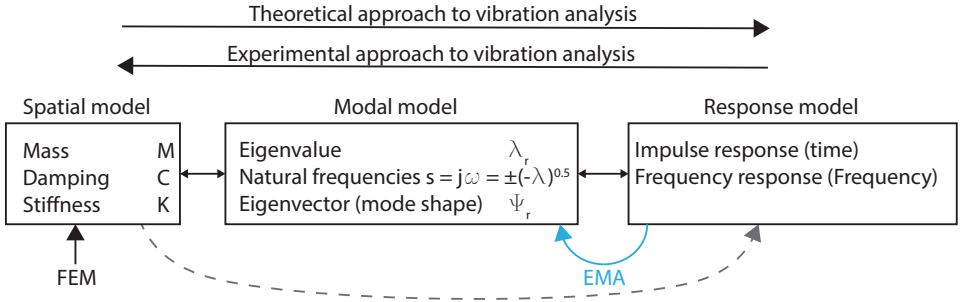 Theoretical approach to vibration analysis
Experimental approach to vibration analysis
Spatial model
Mass M
Damping C
Stiffness K
FEM
Modal model
Eigenvalue λr
Natural frequencies s = jω = ±(-λ)^0.5
Eigenvector (mode shape) Ψr
EMA
Response model
Impulse response (time)
Frequency response (Frequency)